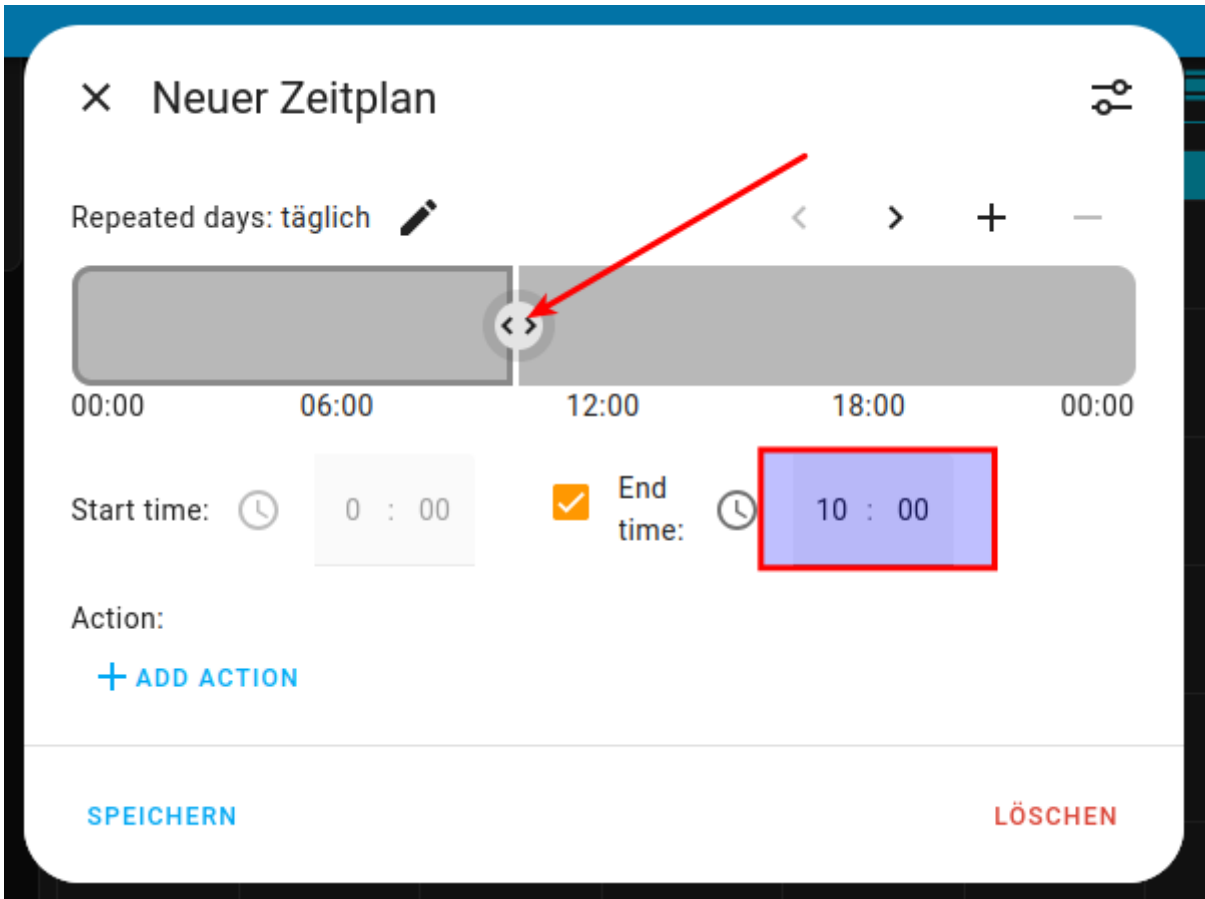 Neuer Zeitplan
Repeated days: täglich
00:00 06:00 12:00 18:00 00:00
Start time: 0 : 00 End time: 10 : 00
Action:
ADD ACTION
SPEICHERN LÖSCHEN